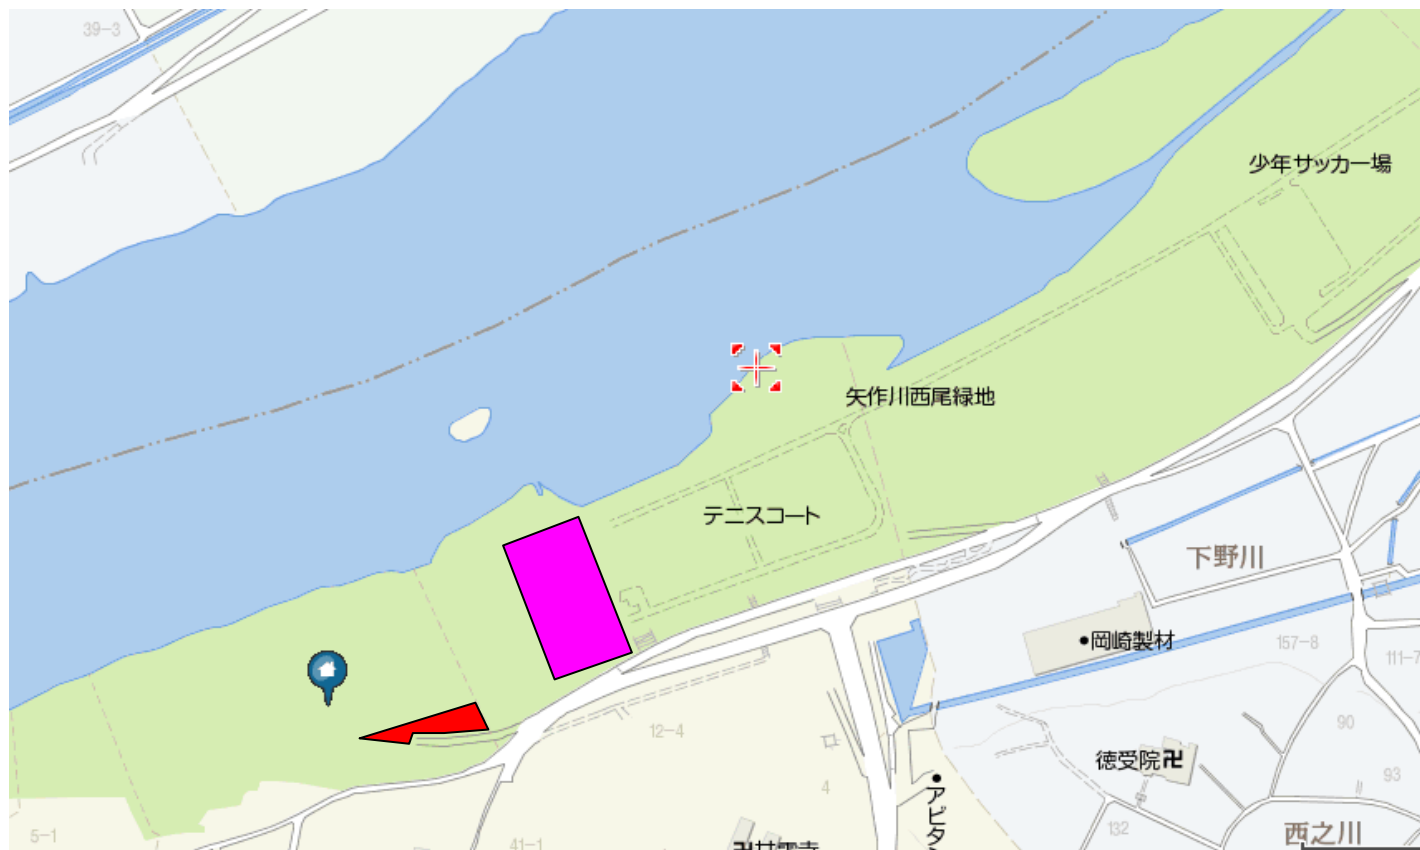 39-3
少年サッカー場
矢作川西尾緑地
テニスコート
下野川
岡崎製材
157-8
111-7
12-4
90
徳受院
93
4
アビタン
132
5-1
41-1
西之川